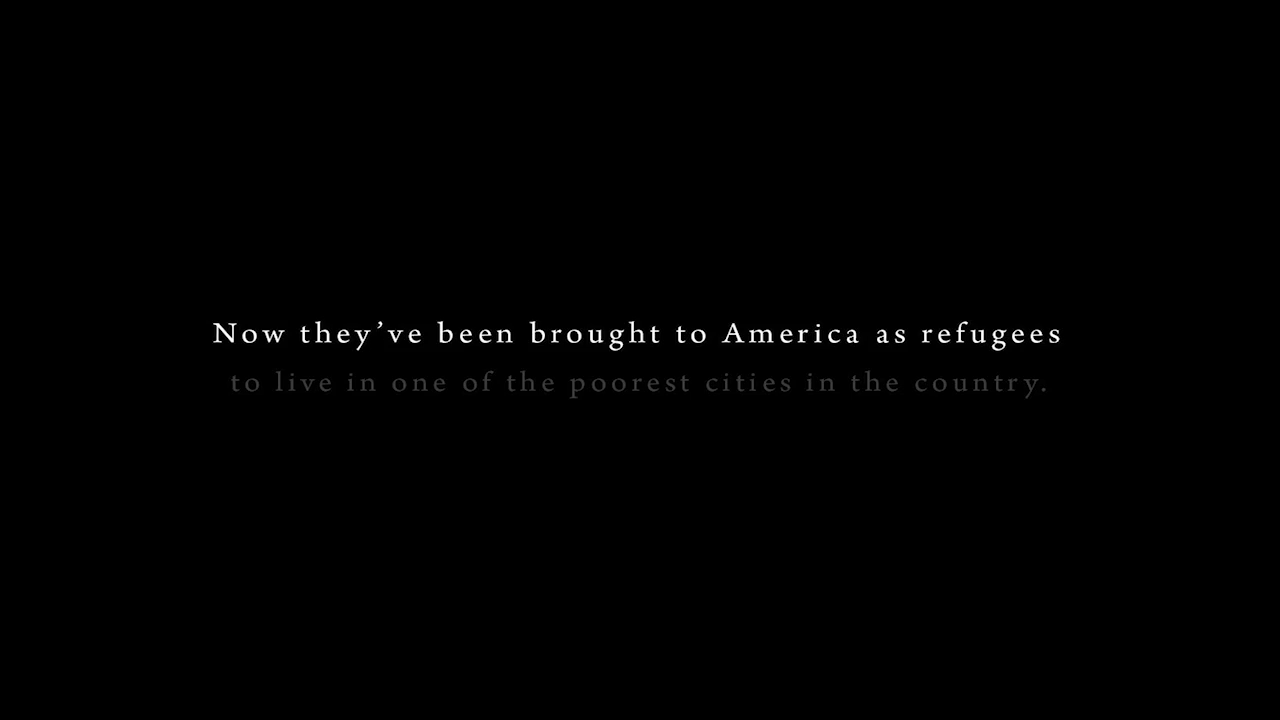 Now they’ve been brought to America as refugees
to live in one of the poorest cities in the country.